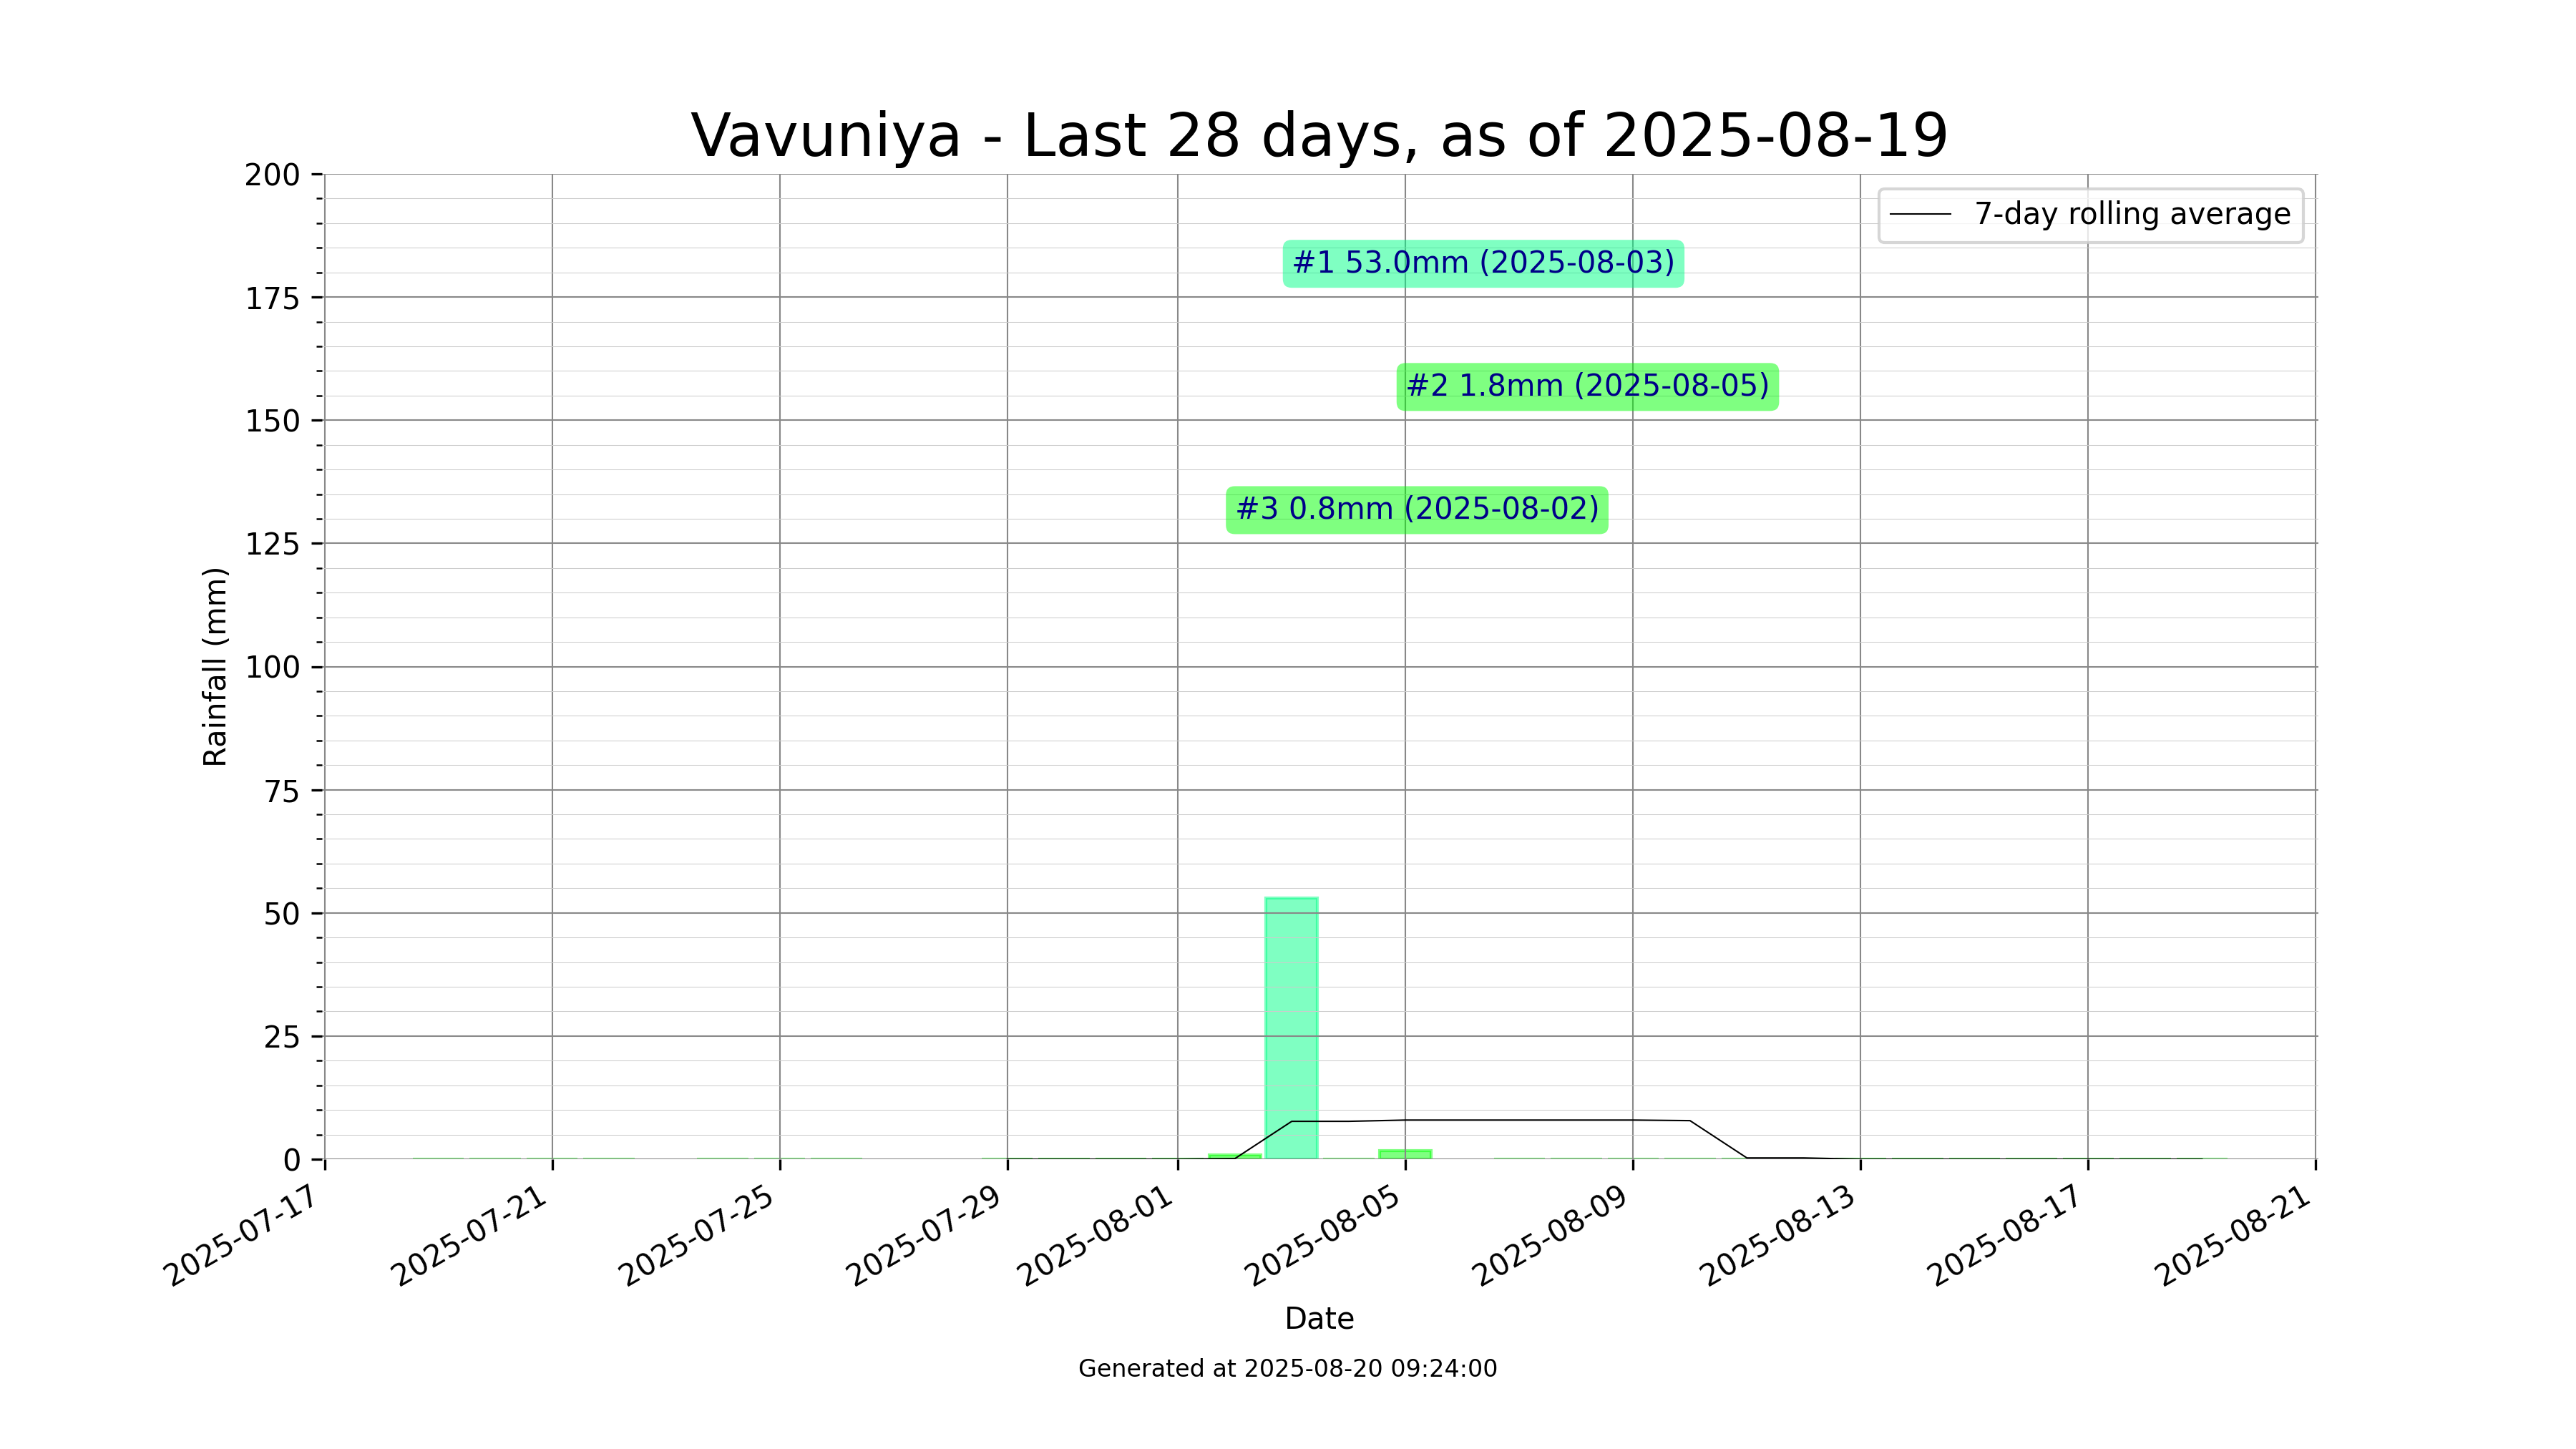 Vavuniya - Last 28 days, as of 2025-08-19
7-day rolling average
#1 53.0mm (2025-08-03)
#2 1.8mm (2025-08-05)
#3 0.8mm (2025-08-02)
Rainfall (mm)
200
175
150
125
100
75
50
25
0
2025-07-17
2025-07-21
2025-07-25
2025-07-29
2025-08-01
2025-08-05
2025-08-09
2025-08-13
2025-08-17
2025-08-21
Date
Generated at 2025-08-20 09:24:00